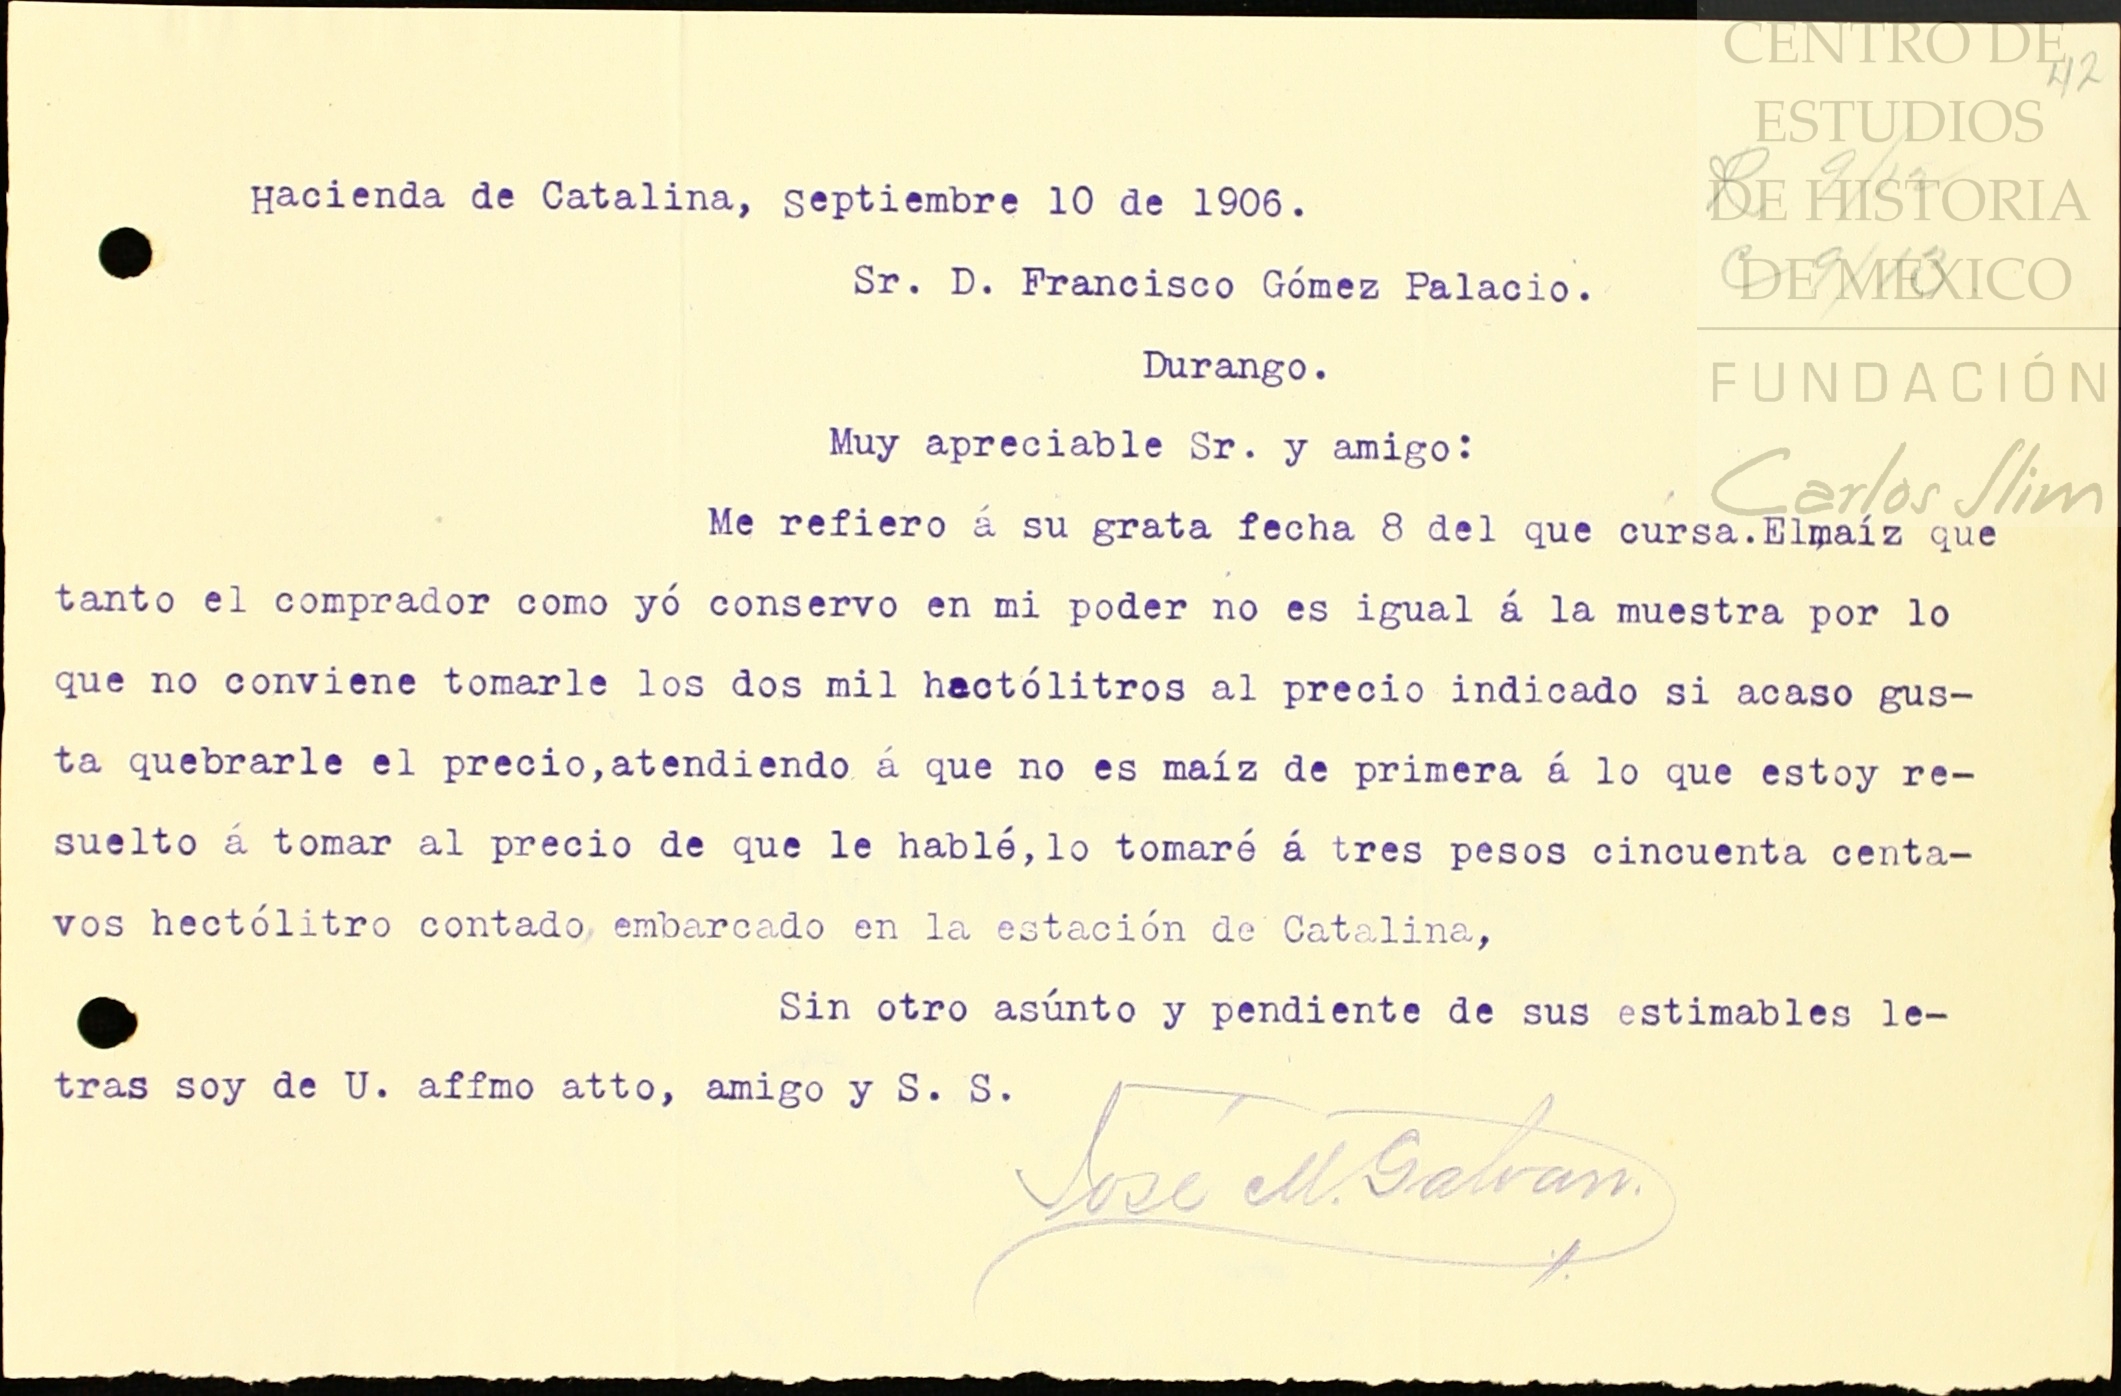 42
Hacienda de Catalina, Septiembre 10 de 1906.
R 9/12
Sr. D. Francisco Gómez Palacio.
C 9/13
Durango.
Muy apreciable Sr. y amigo:
Me refiero á su grata fecha 8 del que cúrsa.Elmaíz que
tanto el comprador como yó conservo en mi poder no es igual á la muestra por lo
que no conviene tomarle los dos mil hectólitros al precio indicado si acaso gus-
ta quebrarle el precio,atendiendo á que no es maíz de primera á lo que estoy re-
suelto á tomar al precio de que le hablé,lo tomaré á tres pesos cincuenta centa-
vos hectólitro contado, embarcado en la estación de Catalina,
Sin otro asúnto y pendiente de sus estimables le-
tras soy de U. affmo atto, amigo y S. S.
José M. Galvan.
CENTRO DE
ESTUDIOS
DE HISTORIA
DE MÉXICO
FUNDACIÓN
Carlos Slim